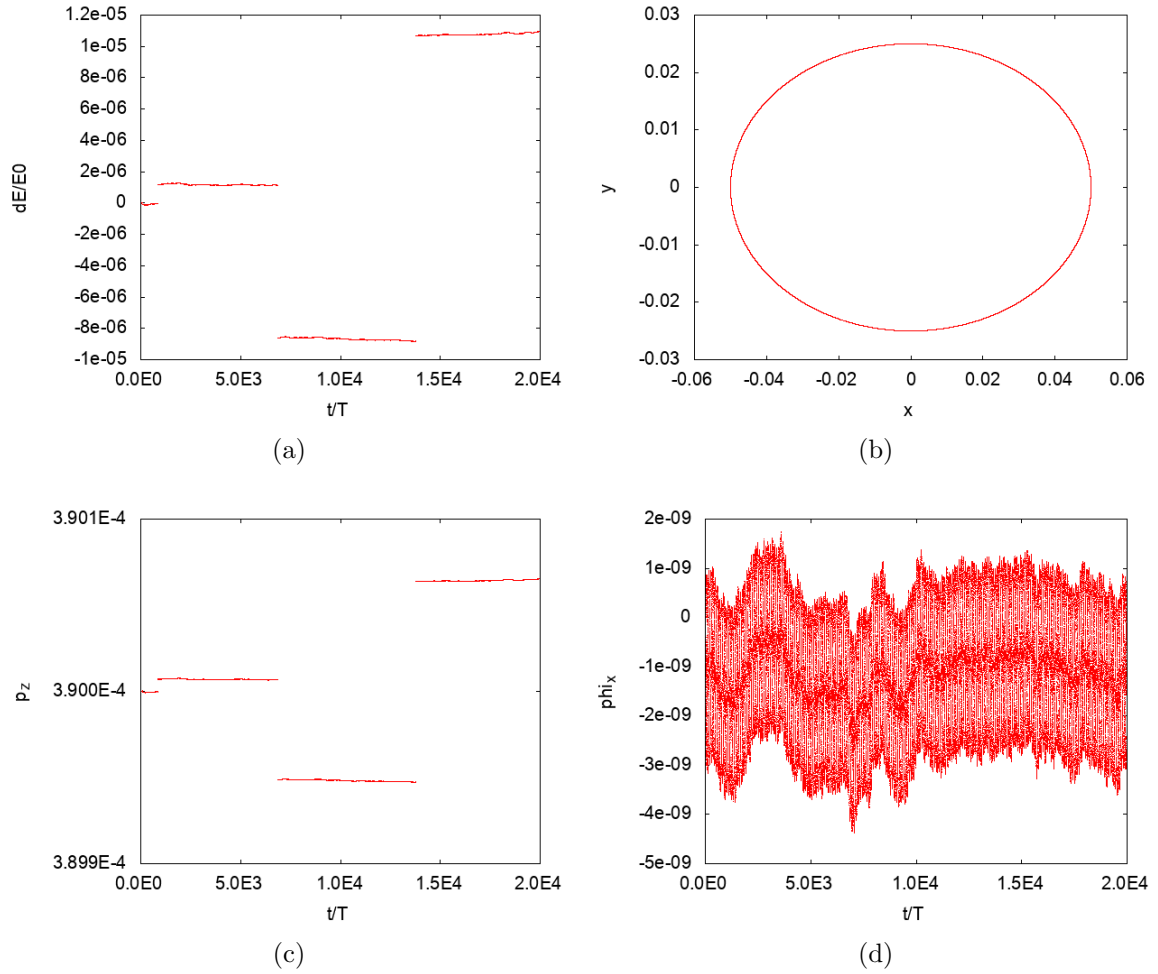 1.2e-05
1e-05
8e-06
6e-06
4e-06
2e-06
0
-2e-06
-4e-06
-6e-06
-8e-06
-1e-05
dE/E0
0.0E0 5.0E3 1.0E4 1.5E4 2.0E4
t/T
(a)
0.03
0.02
0.01
0
-0.01
-0.02
-0.03
y
-0.06 -0.04 -0.02 0 0.02 0.04 0.06
x
(b)
3.901E-4
3.900E-4
3.899E-4
p_z
0.0E0 5.0E3 1.0E4 1.5E4 2.0E4
t/T
(c)
2e-09
1e-09
0
-1e-09
-2e-09
-3e-09
-4e-09
-5e-09
phi_x
0.0E0 5.0E3 1.0E4 1.5E4 2.0E4
t/T
(d)